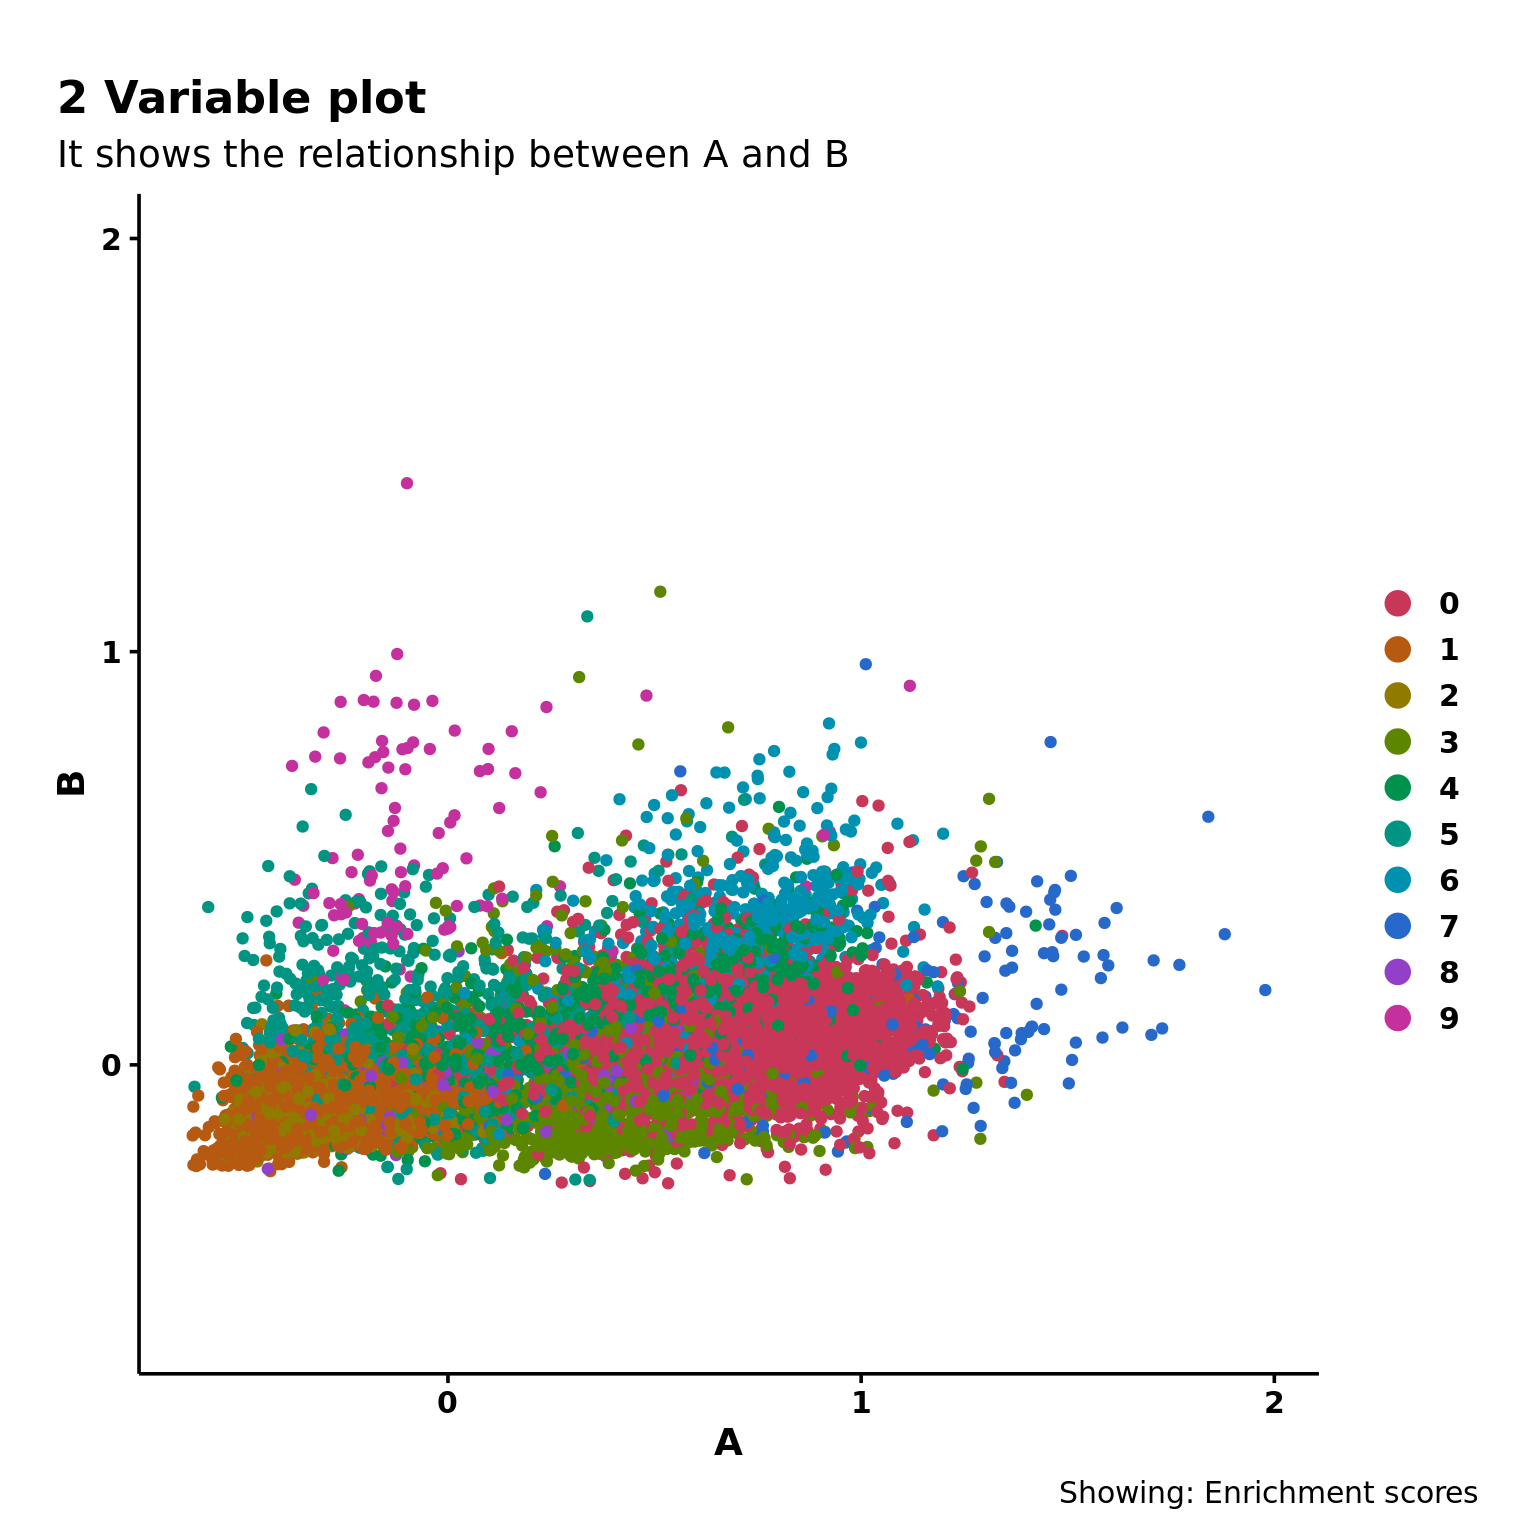 2 Variable plot
It shows the relationship between A and B
2
1
0
B
0 1 2
A
0
1
2
3
4
5
6
7
8
9
Showing: Enrichment scores